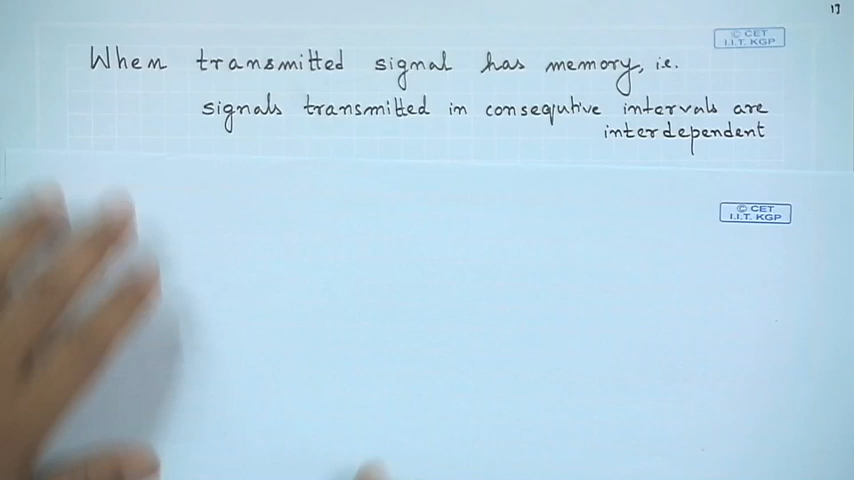 17
© CET
I.I.T. KGP
When transmitted signal has memory, i.e.
signals transmitted in consequtive intervals are
interdependent
© CET
I.I.T. KGP